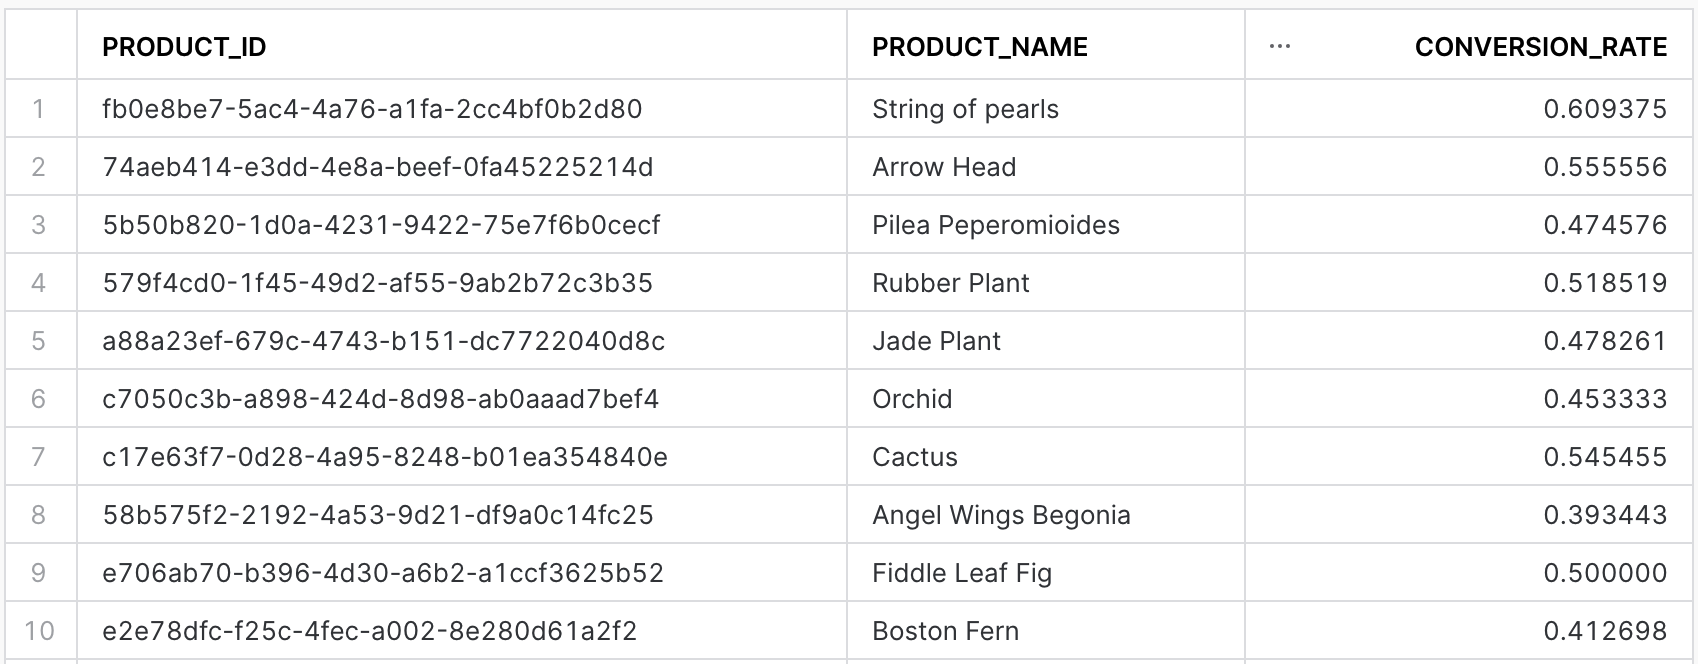 PRODUCT_ID PRODUCT_NAME ... CONVERSION_RATE
1 fb0e8be7-5ac4-4a76-a1fa-2cc4bf0b2d80 String of pearls 0.609375
2 74aeb414-e3dd-4e8a-beef-0fa45225214d Arrow Head 0.555556
3 5b50b820-1d0a-4231-9422-75e7f6b0cecf Pilea Peperomioides 0.474576
4 579f4cd0-1f45-49d2-af55-9ab2b72c3b35 Rubber Plant 0.518519
5 a88a23ef-679c-4743-b151-dc7722040d8c Jade Plant 0.478261
6 c7050c3b-a898-424d-8d98-ab0aaad7bef4 Orchid 0.453333
7 c17e63f7-0d28-4a95-8248-b01ea354840e Cactus 0.545455
8 58b575f2-2192-4a53-9d21-df9a0c14fc25 Angel Wings Begonia 0.393443
9 e706ab70-b396-4d30-a6b2-a1ccf3625b52 Fiddle Leaf Fig 0.500000
10 e2e78dfc-f25c-4fec-a002-8e280d61a2f2 Boston Fern 0.412698